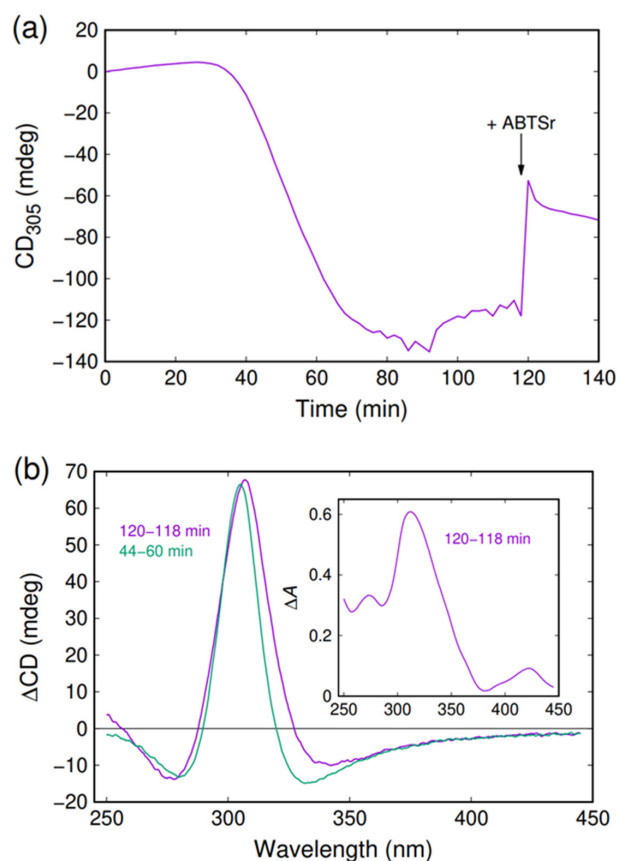 (a)
20
0
−20
−40
−60
−80
−100
−120
−140
CD305 (mdeg)
+ ABTSr
0 20 40 60 80 100 120 140
Time (min)
(b)
70
60
50
40
30
20
10
0
−10
−20
ΔCD (mdeg)
120−118 min
44−60 min
0.6
0.4
0.2
0
ΔA
120−118 min
250 300 350 400 450
250 300 350 400 450
Wavelength (nm)